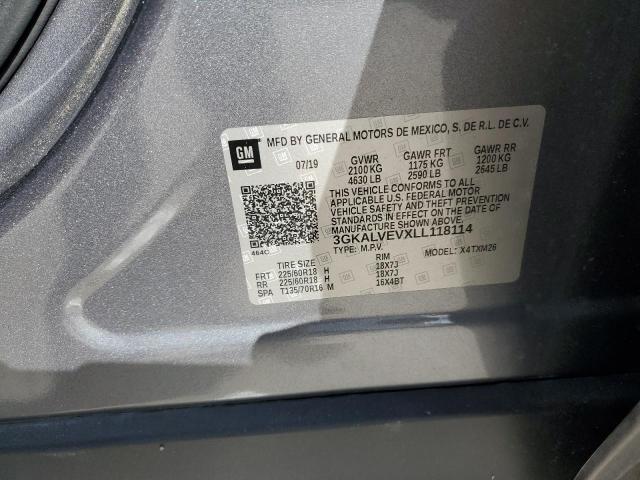 GM
MFD BY GENERAL MOTORS DE MEXICO, S. DE R.L. DE C.V.
07/19 GVWR GAWR FRT GAWR RR
2100 KG 1175 KG 1200 KG
4630 LB 2590 LB 2645 LB
THIS VEHICLE CONFORMS TO ALL
APPLICABLE U.S. FEDERAL MOTOR
VEHICLE SAFETY AND THEFT PREVENTION
STANDARDS IN EFFECT ON THE DATE OF
MANUFACTURE SHOWN ABOVE.
3GKALVEVXLL118114
464C TYPE: M.P.V. MODEL: X4TXM26
TIRE SIZE RIM
FRT 225/60R18 H 18X7J
RR 225/60R18 H 18X7J
SPA T135/70R16 M 16X4BT